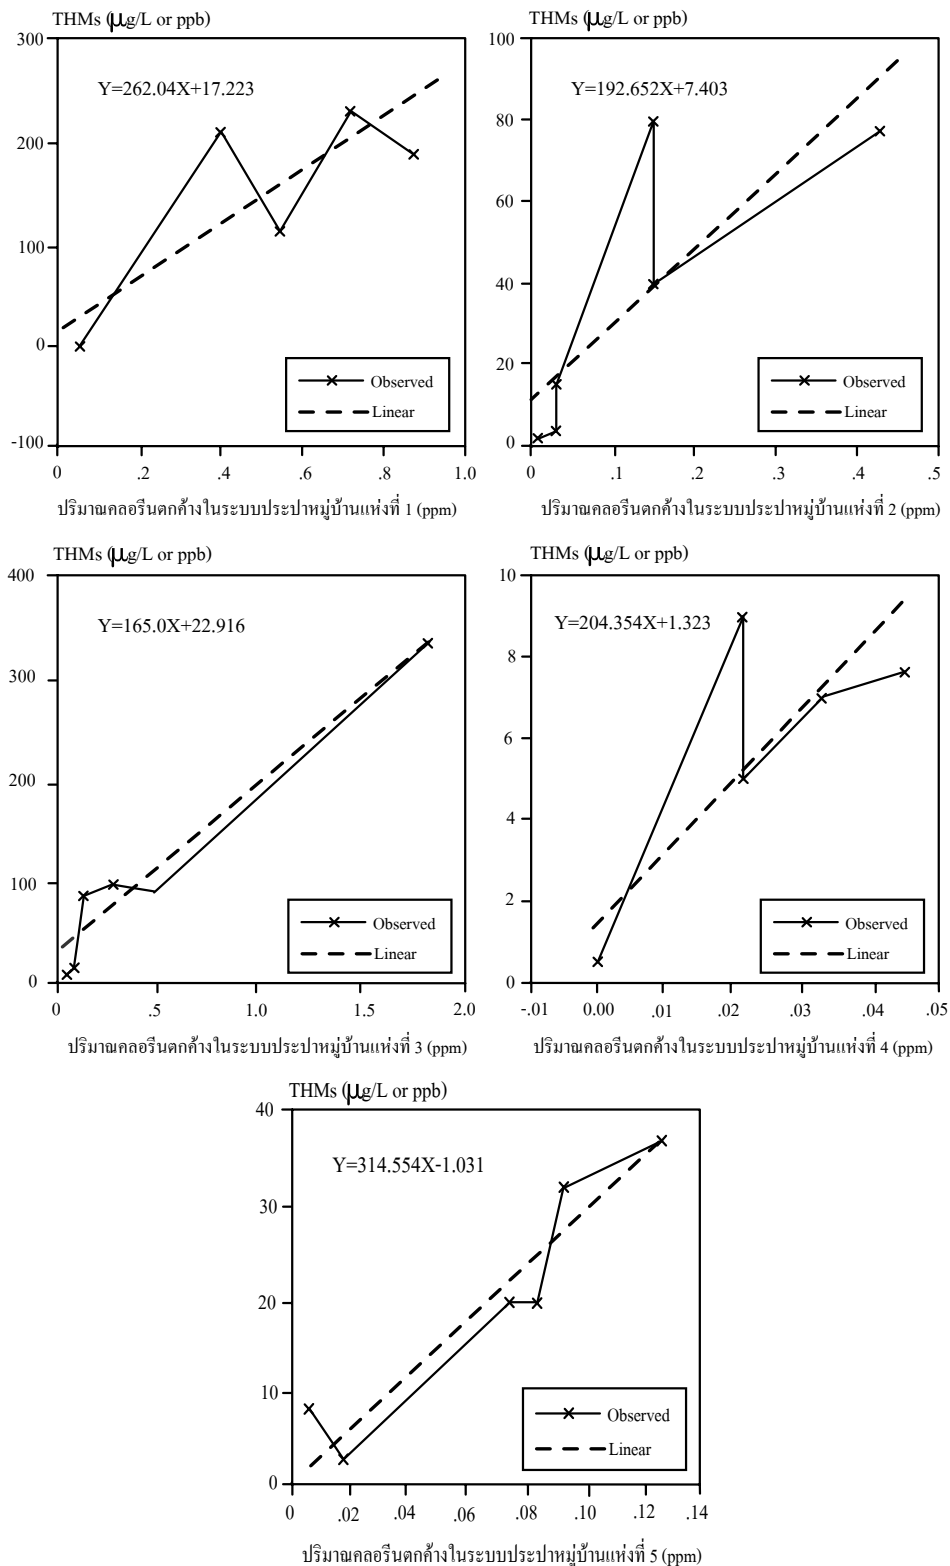 THMs (µg/L or ppb)
300
200
100
0
-100
Y=262.04X+17.223
Observed
Linear
0 .2 .4 .6 .8 1.0
ปริมาณคลอรีนตกค้างในระบบประปาหมู่บ้านแห่งที่ 1 (ppm)
THMs (µg/L or ppb)
100
80
60
40
20
0
Y=192.652X+7.403
Observed
Linear
0 .1 .2 .3 .4 .5
ปริมาณคลอรีนตกค้างในระบบประปาหมู่บ้านแห่งที่ 2 (ppm)
THMs (µg/L or ppb)
400
300
200
100
0
Y=165.0X+22.916
Observed
Linear
0 .5 1.0 1.5 2.0
ปริมาณคลอรีนตกค้างในระบบประปาหมู่บ้านแห่งที่ 3 (ppm)
THMs (µg/L or ppb)
10
8
6
4
2
0
Y=204.354X+1.323
Observed
Linear
-.01 0.00 .01 .02 .03 .04 .05
ปริมาณคลอรีนตกค้างในระบบประปาหมู่บ้านแห่งที่ 4 (ppm)
THMs (µg/L or ppb)
40
30
20
10
0
Y=314.554X-1.031
Observed
Linear
0 .02 .04 .06 .08 .10 .12 .14
ปริมาณคลอรีนตกค้างในระบบประปาหมู่บ้านแห่งที่ 5 (ppm)